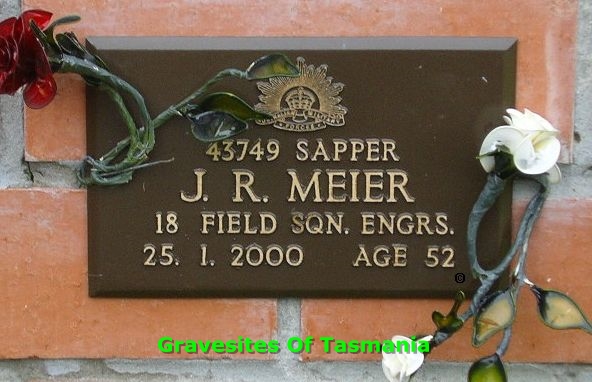 43749 SAPPER
J. R. MEIER
18 FIELD SQN. ENGRS.
25. 1. 2000 AGE 52
Gravesites Of Tasmania